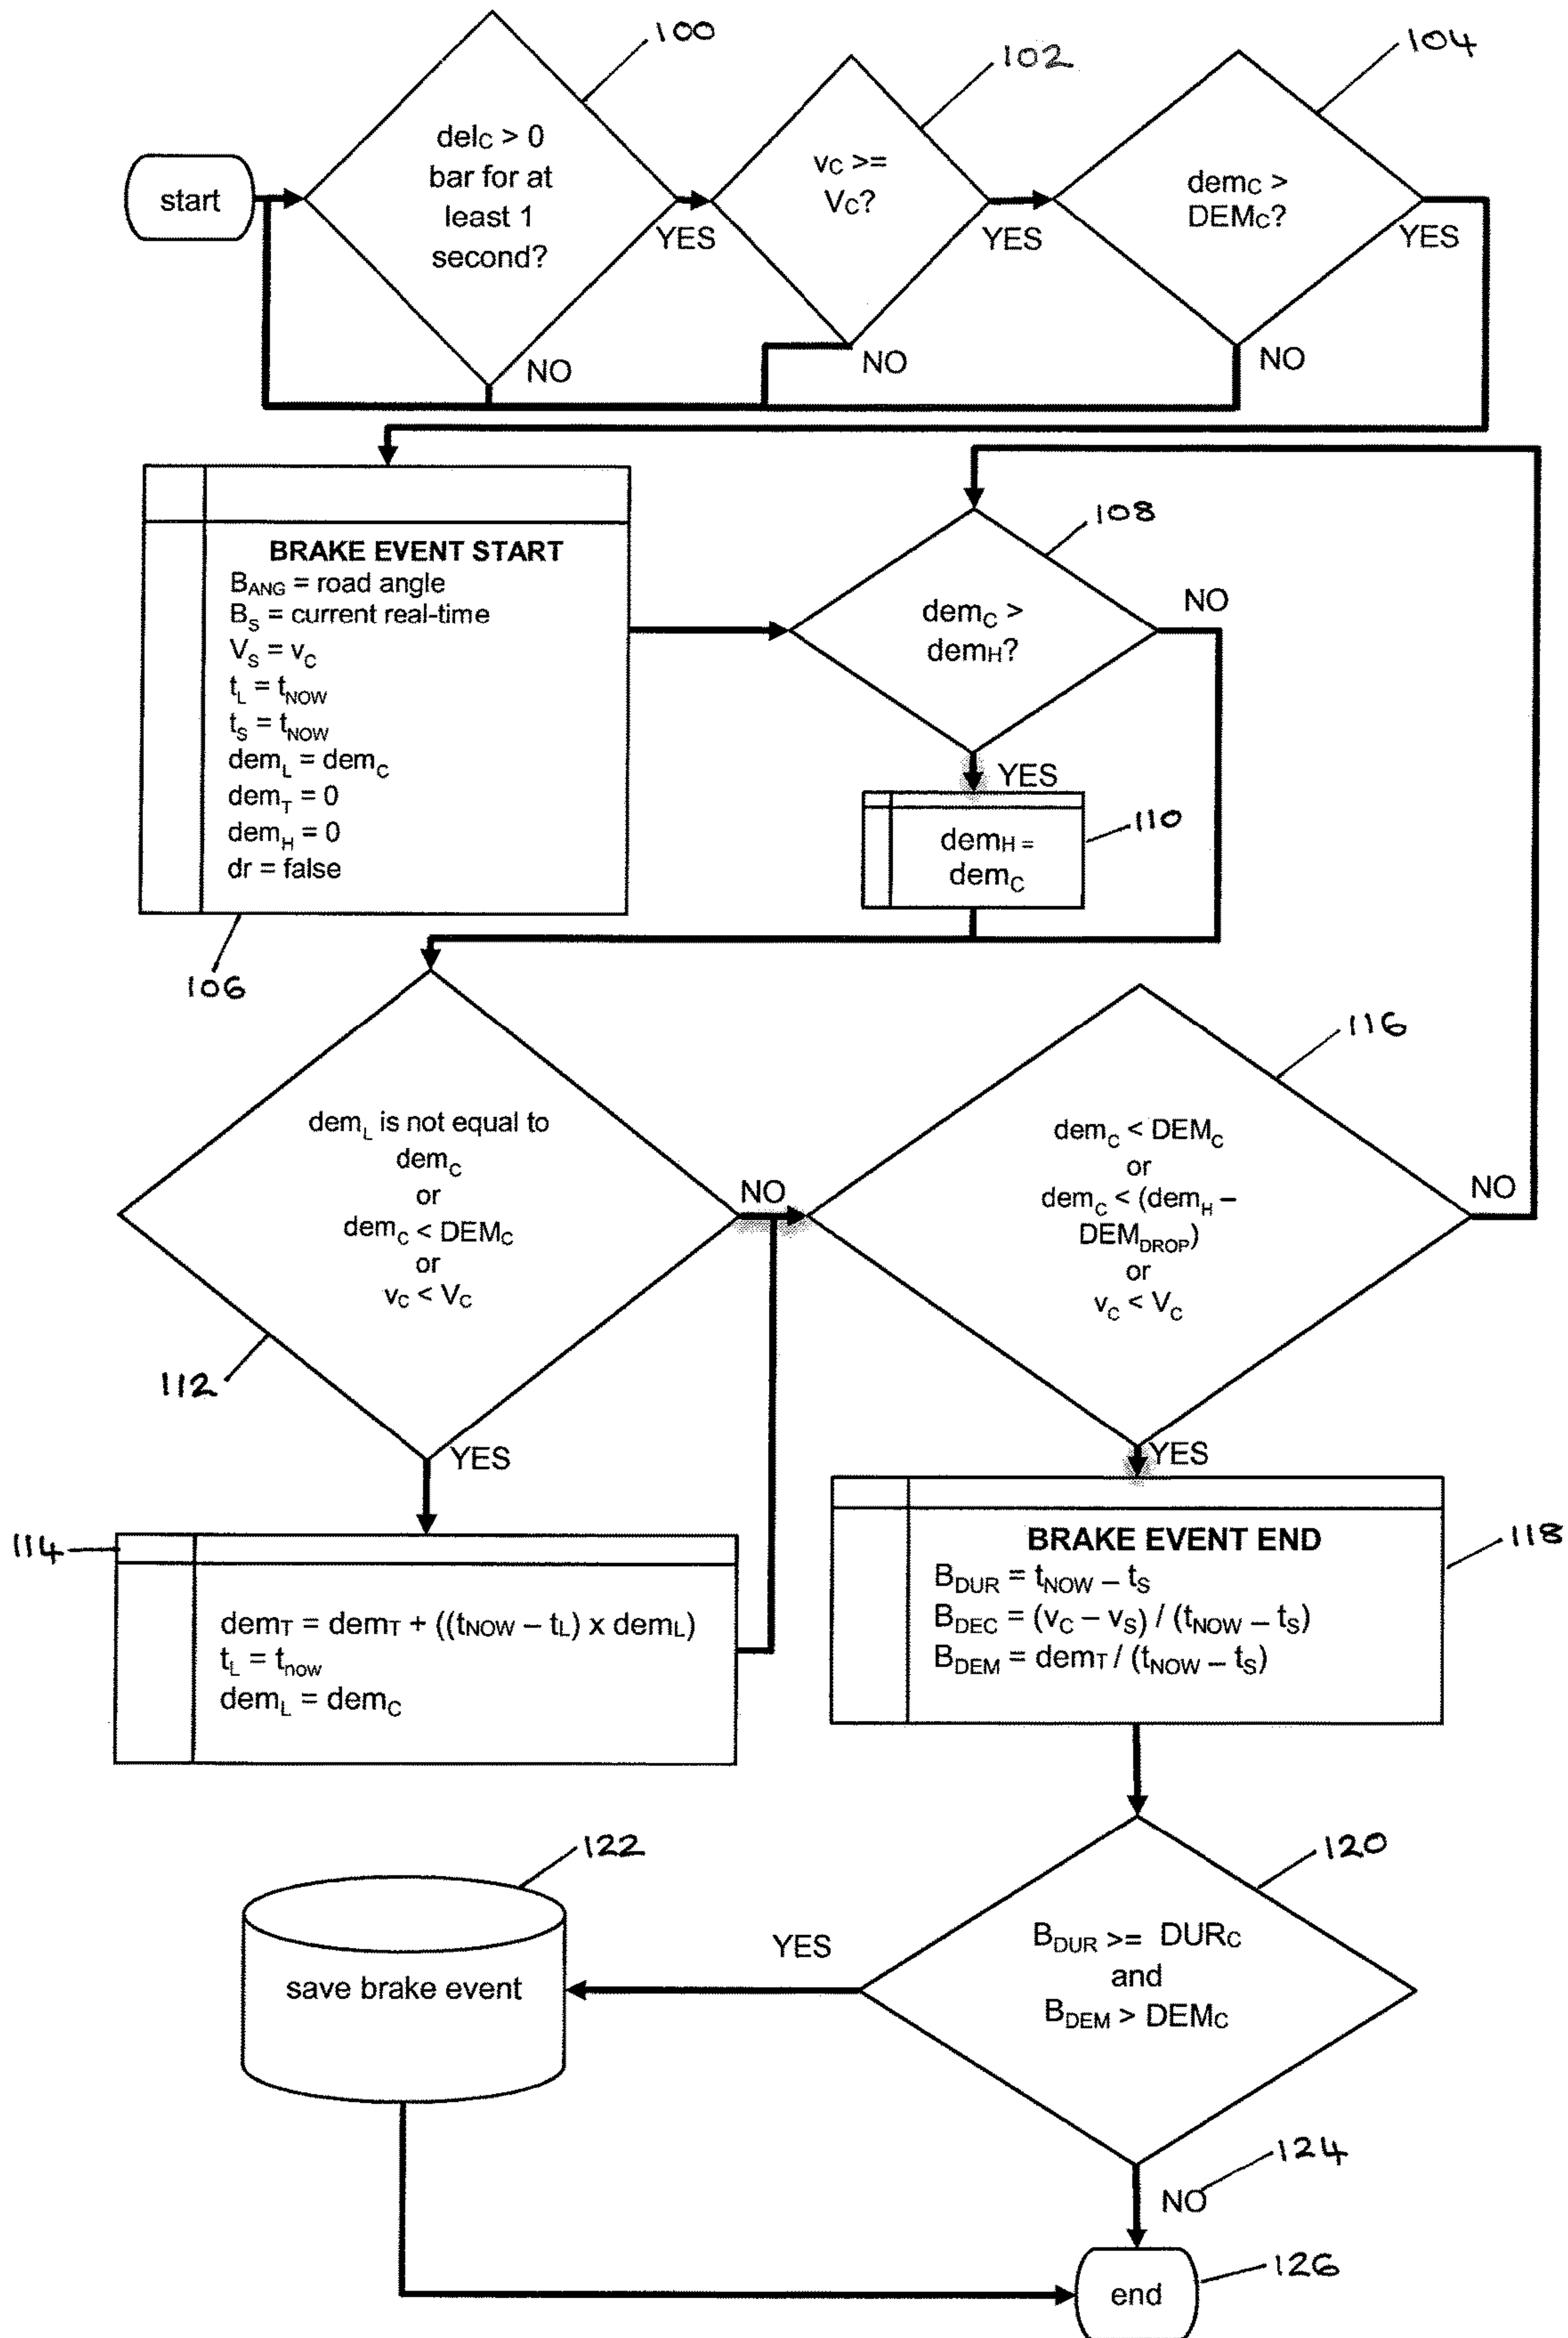 100
102
104
start
delC > 0
bar for at
least 1
second?
YES
NO
vC >=
VC?
YES
NO
demC >
DEMC?
YES
NO
BRAKE EVENT START
BANG = road angle
BS = current real-time
VS = vC
tL = tNOW
tS = tNOW
demL = demC
demT = 0
demH = 0
dr = false
106
108
demC >
demH?
NO
YES
110
demH =
demC
demL is not equal to
demC
or
demC < DEMC
or
vC < VC
112
NO
YES
116
demC < DEMC
or
demC < (demH –
DEMDROP)
or
vC < VC
NO
YES
114
demT = demT + ((tNOW – tL) x demL)
tL = tnow
demL = demC
BRAKE EVENT END
BDUR = tNOW – tS
BDEC = (vC – vS) / (tNOW – tS)
BDEM = demT / (tNOW – tS)
118
122
save brake event
YES
120
BDUR >= DURC
and
BDEM > DEMC
124
NO
end
126